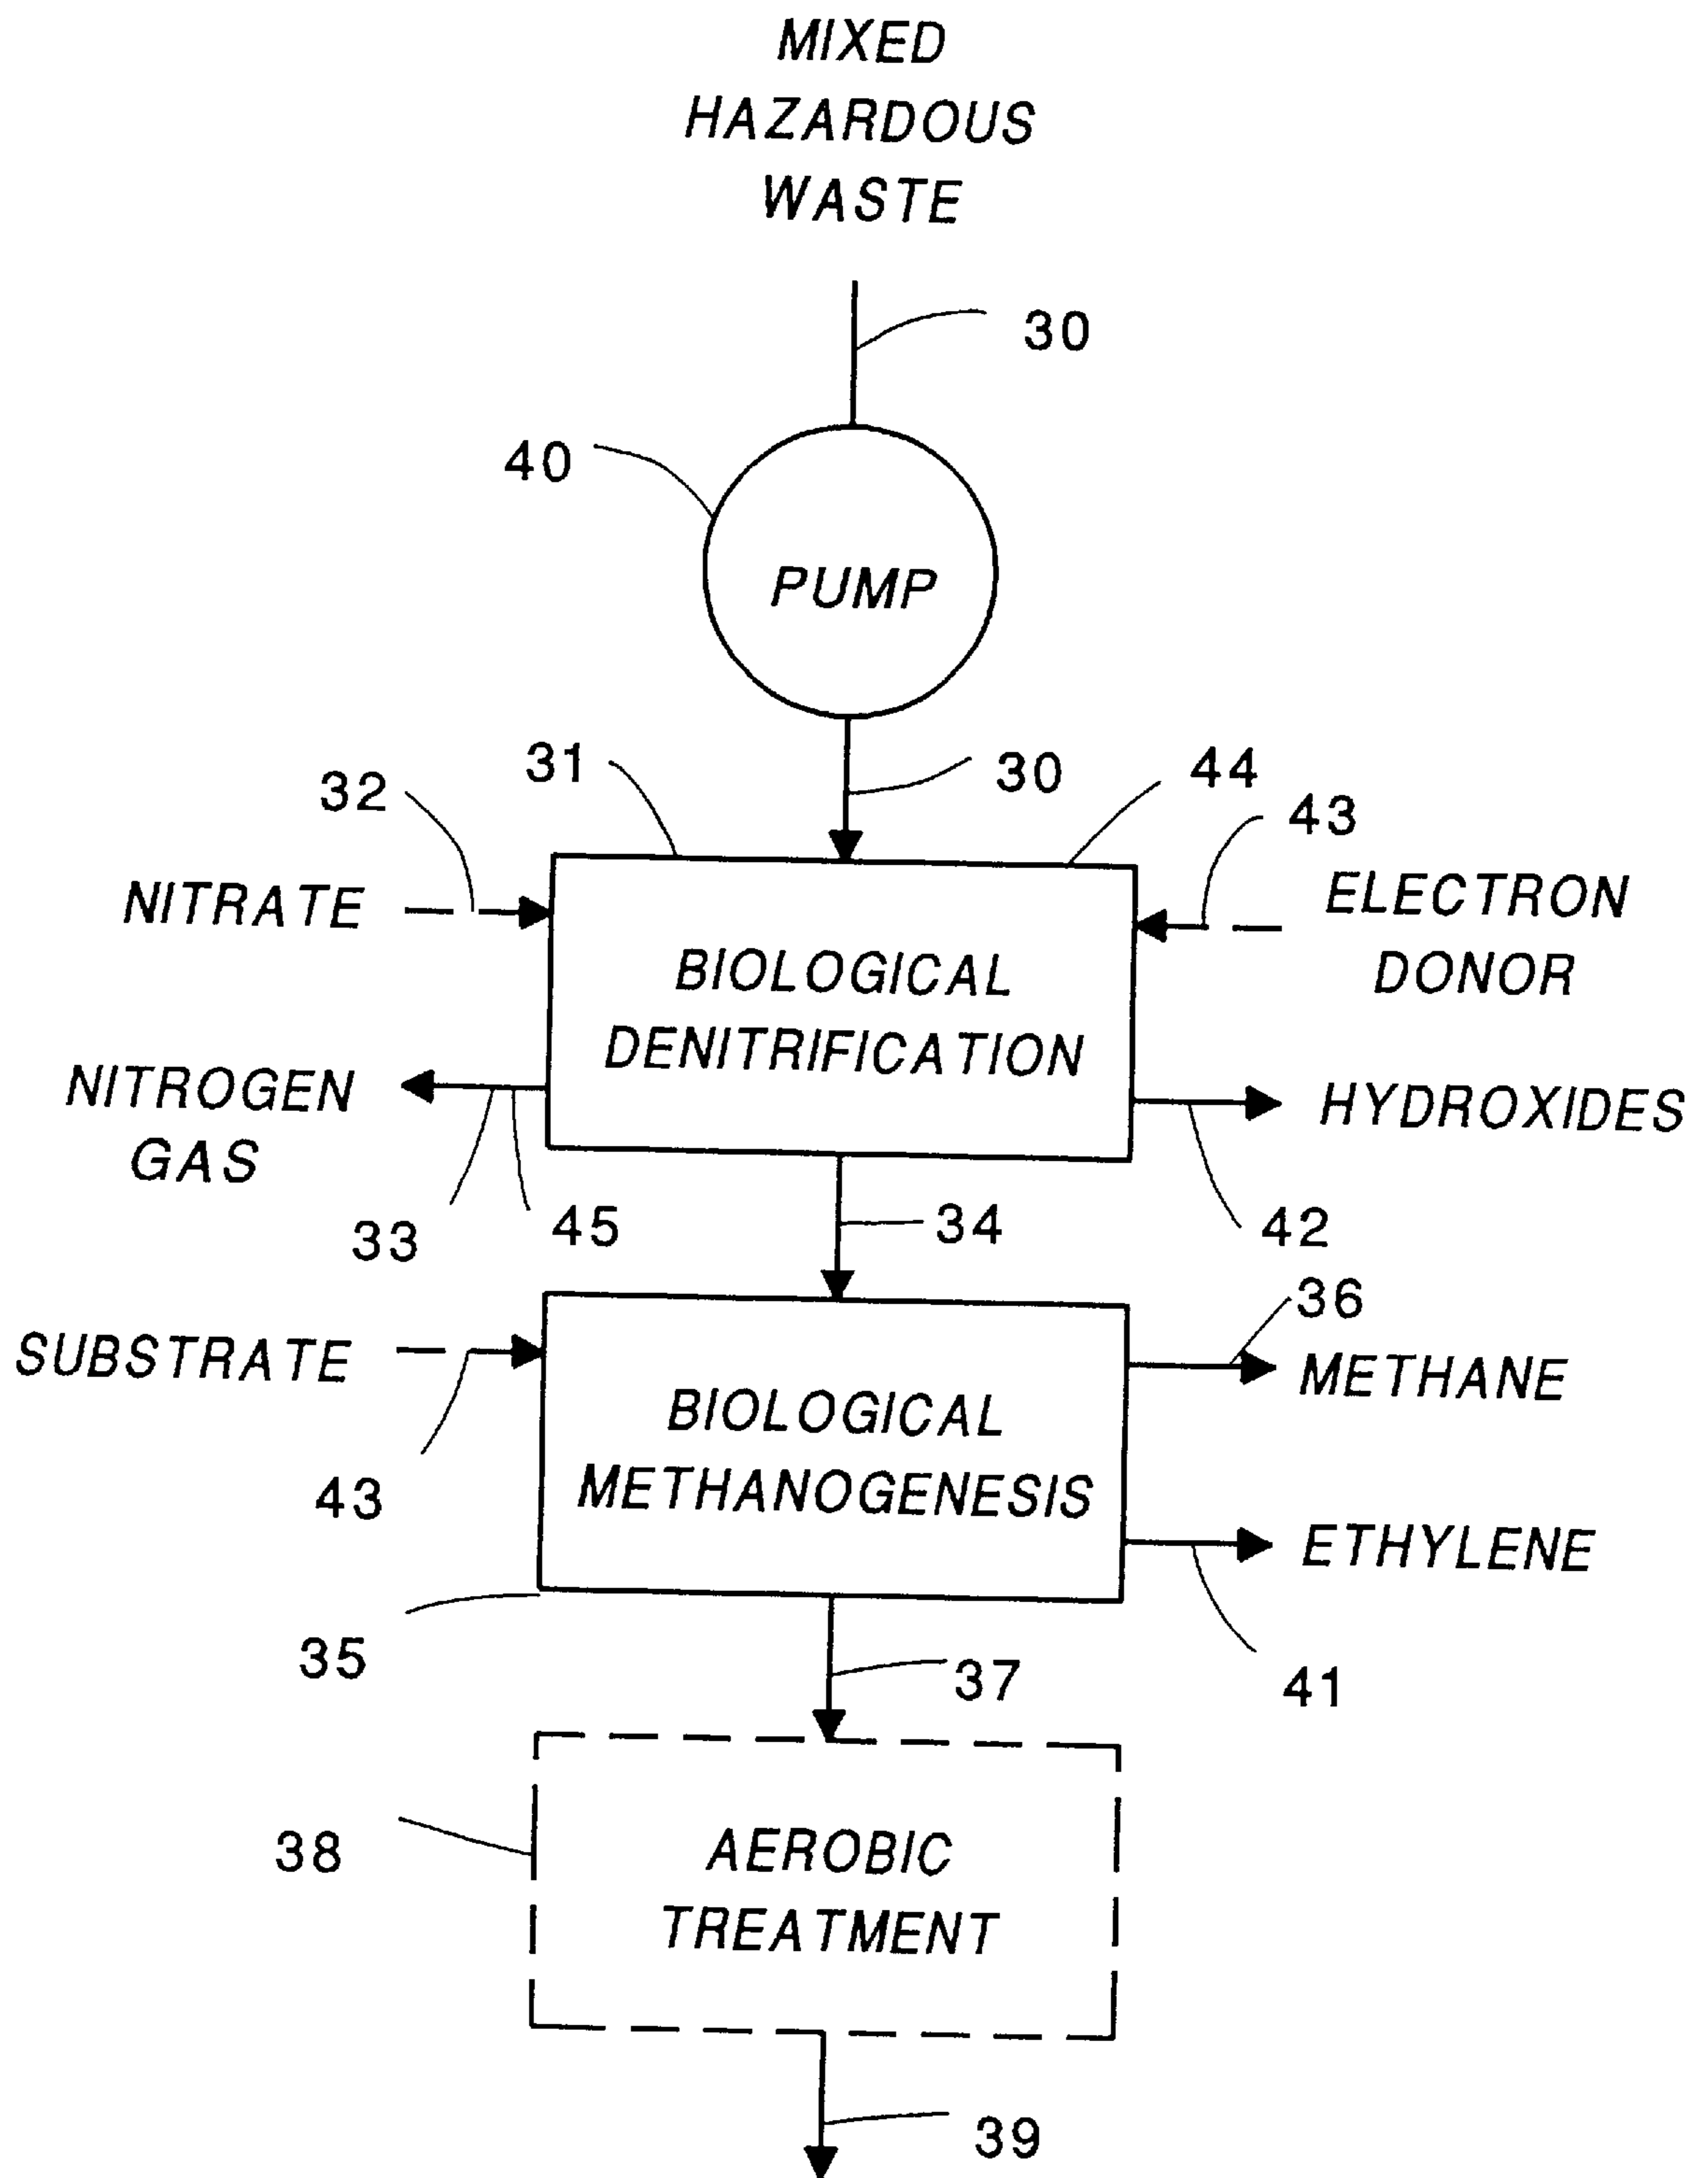 MIXED
HAZARDOUS
WASTE
30
40
PUMP
31
30
44
32
43
NITRATE
ELECTRON
DONOR
BIOLOGICAL
DENITRIFICATION
NITROGEN
GAS
HYDROXIDES
33
45
34
42
36
SUBSTRATE
METHANE
BIOLOGICAL
METHANOGENESIS
43
ETHYLENE
35
37
41
38
AEROBIC
TREATMENT
39